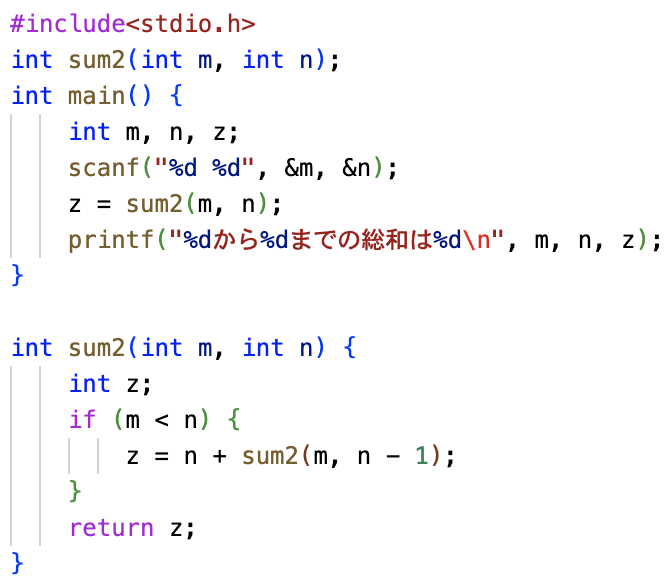 #include<stdio.h>
int sum2(int m, int n);
int main() {
    int m, n, z;
    scanf("%d %d", &m, &n);
    z = sum2(m, n);
    printf("%dから%dまでの総和は%d\n", m, n, z);
}

int sum2(int m, int n) {
    int z;
    if (m < n) {
        z = n + sum2(m, n - 1);
    }
    return z;
}